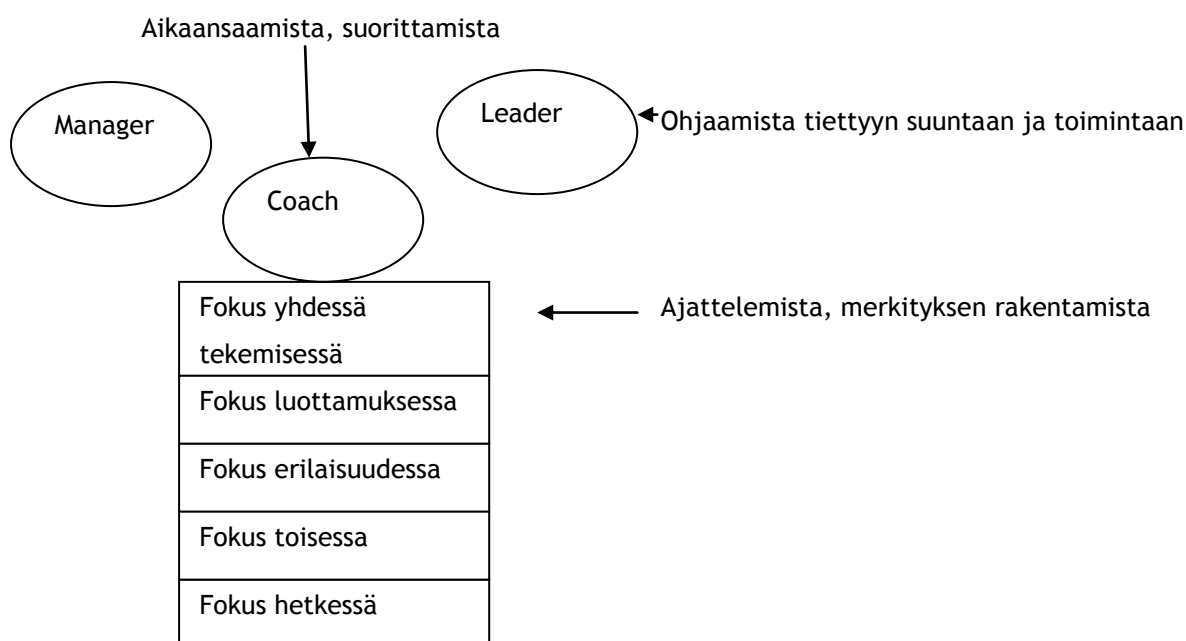 Aikaansaamista, suorittamista
Manager
Leader
Ohjaamista tiettyyn suuntaan ja toimintaan
Coach
Fokus yhdessä
tekemisessä
Ajattelemista, merkityksen rakentamista
Fokus luottamuksessa
Fokus erilaisuudessa
Fokus toisessa
Fokus hetkessä